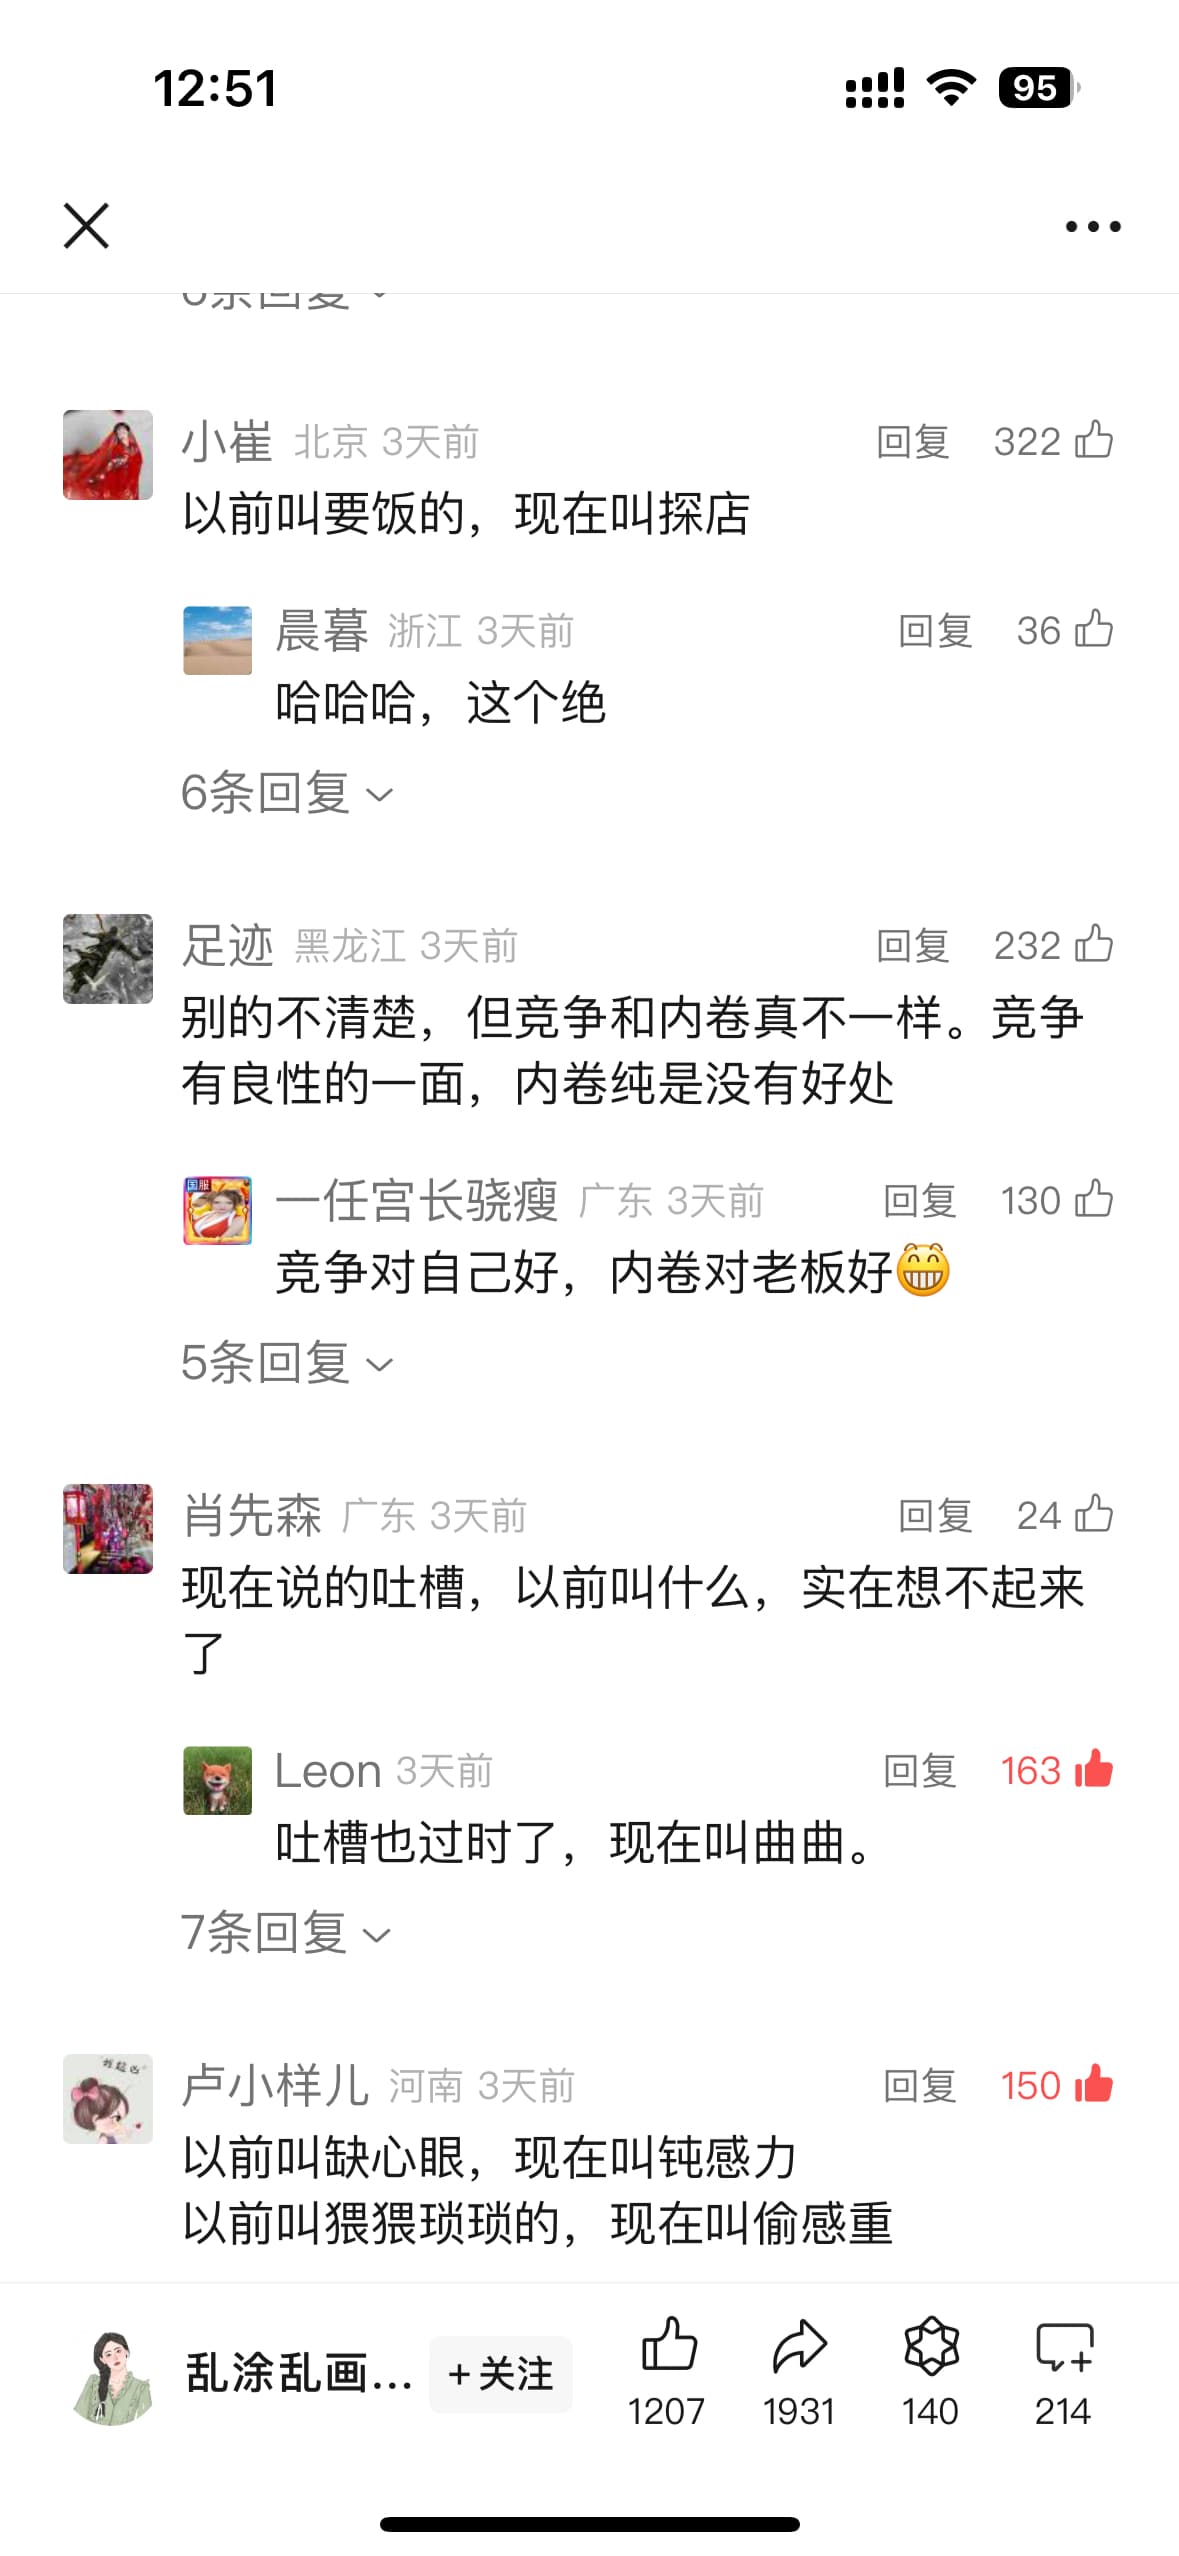 12:51
95
6条回复
小崔 北京 3天前 回复 322
以前叫要饭的，现在叫探店
晨暮 浙江 3天前 回复 36
哈哈哈，这个绝
6条回复
足迹 黑龙江 3天前 回复 232
别的不清楚，但竞争和内卷真不一样。竞争
有良性的一面，内卷纯是没有好处
国服
一任宫长骁瘦 广东 3天前 回复 130
竞争对自己好，内卷对老板好😁
5条回复
肖先森 广东 3天前 回复 24
现在说的吐槽，以前叫什么，实在想不起来
了
Leon 3天前 回复 163
吐槽也过时了，现在叫曲曲。
7条回复
卢小样儿 河南 3天前 回复 150
以前叫缺心眼，现在叫钝感力
以前叫猥猥琐琐的，现在叫偷感重
乱涂乱画... +关注
1207 1931 140 214